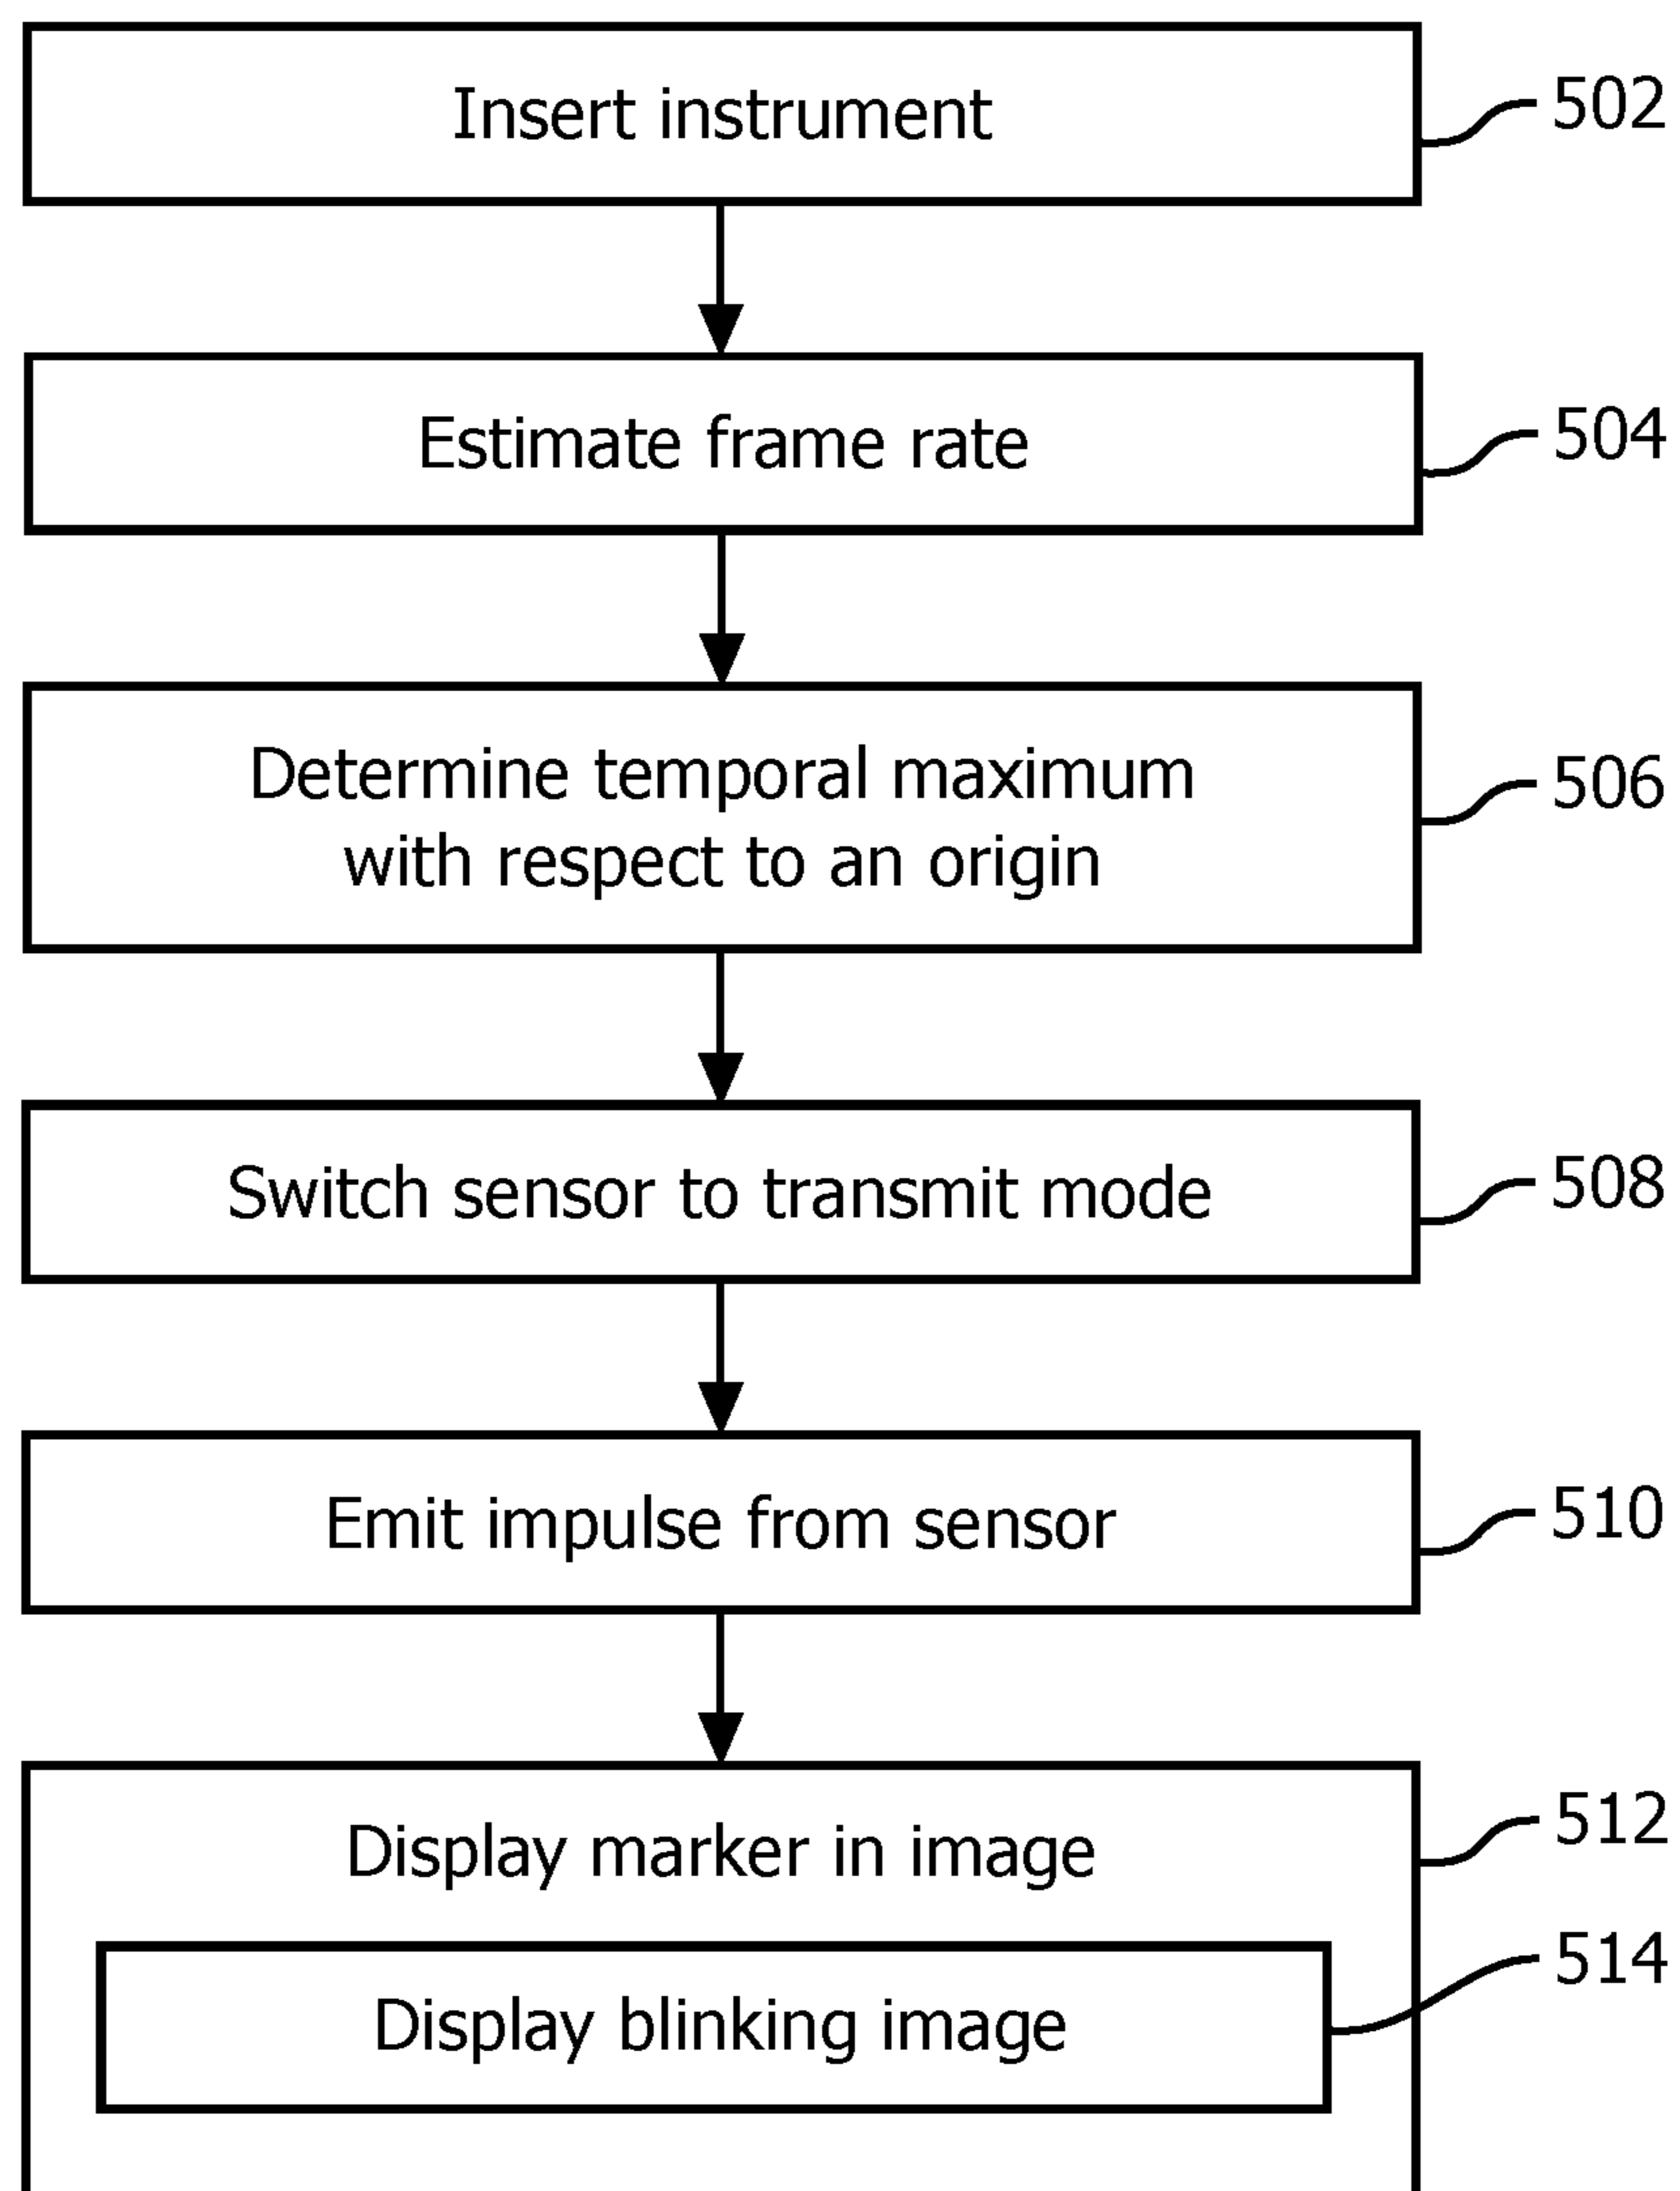 Insert instrument
502
Estimate frame rate
504
Determine temporal maximum
with respect to an origin
506
Switch sensor to transmit mode
508
Emit impulse from sensor
510
Display marker in image
512
Display blinking image
514